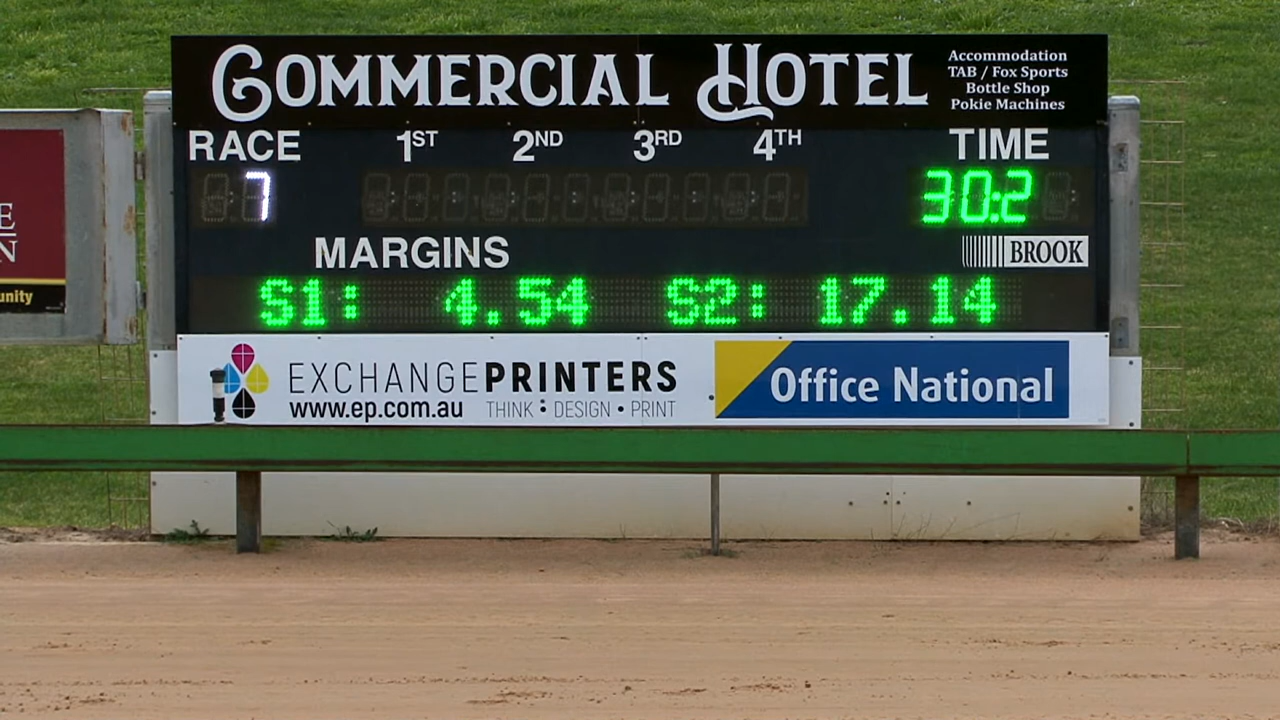 COMMERCIAL HOTEL
Accommodation
TAB / Fox Sports
Bottle Shop
Pokie Machines
RACE 1ST 2ND 3RD 4TH TIME
7 30:2
MARGINS BROOK
S1: 4.54 S2: 17.14
EXCHANGEPRINTERS
www.ep.com.au THINK : DESIGN • PRINT
Office National
E
N
unity